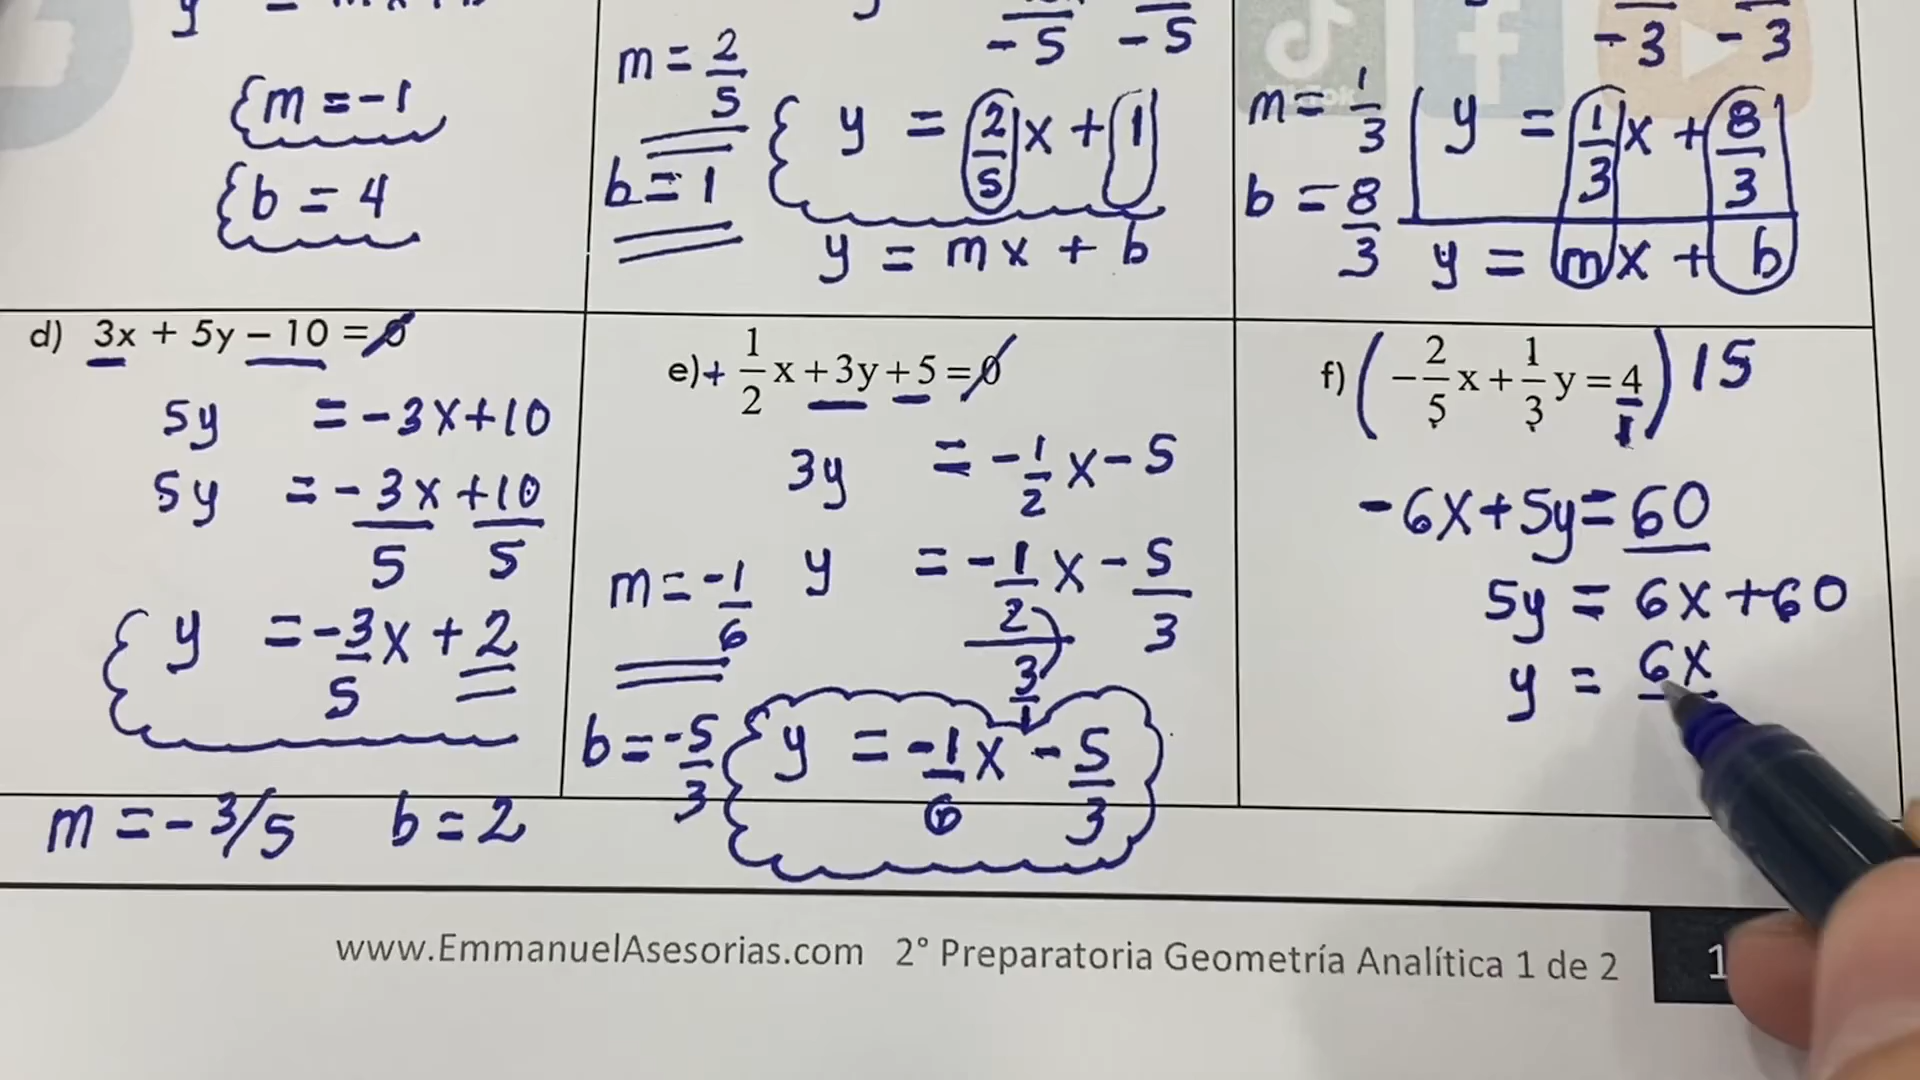 m = -1
b = 4
m = 2/5
b = 1
-5 -5
y = 2/5 x + 1
y = mx + b
-3 -3
m = 1/3
b = 8/3
y = 1/3 x + 8/3
y = mx + b
d) 3x + 5y – 10 = 0
5y = -3x+10
5y = -3x/5 +10/5
y = -3/5 x + 2
m = - 3/5 b = 2
e) + 1/2 x + 3y + 5 = 0
3y = -1/2 x - 5
y = -1/2/3/1 x - 5/3
m = -1/6
b = -5/3
y = -1/6 x - 5/3
f) ( -2/5 x + 1/3 y = 4/1 ) 15
-6x+5y=60
5y = 6x+60
y = 6x
www.EmmanuelAsesorias.com 2° Preparatoria Geometría Analítica 1 de 2